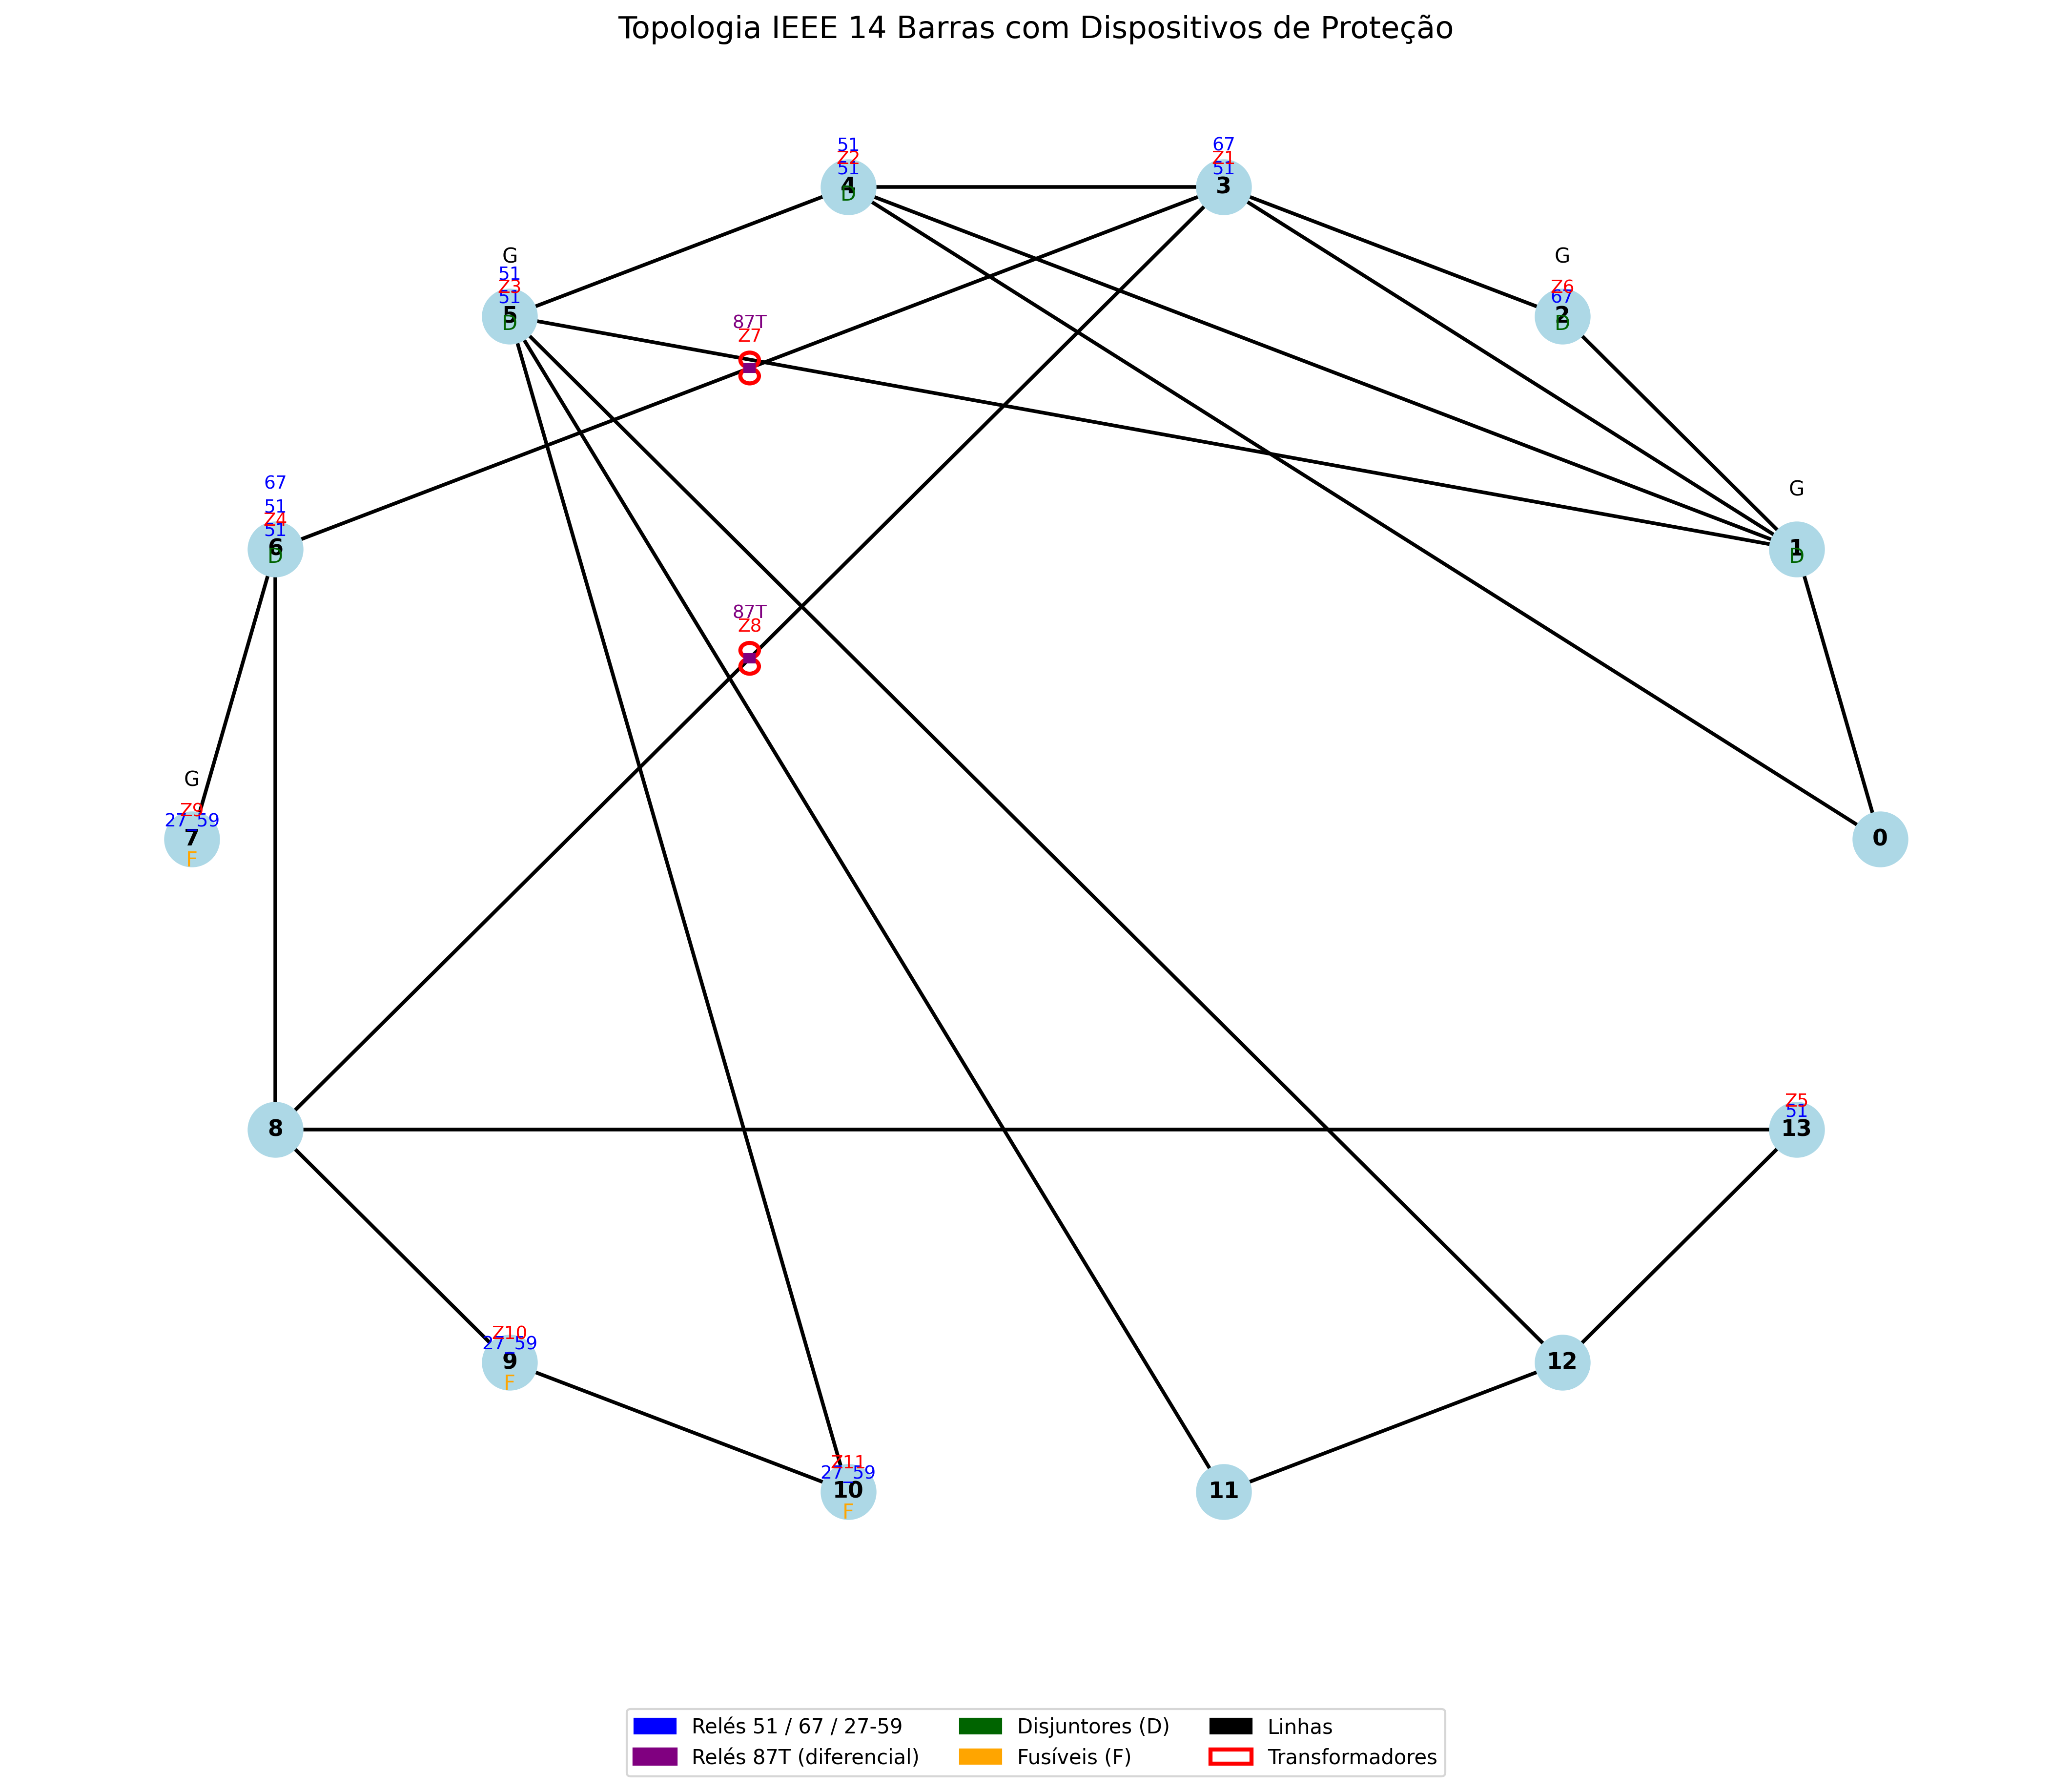 Topologia IEEE 14 Barras com Dispositivos de Proteção
51
Z2
51
4
D
67
Z1
51
3
G
51
Z3
51
5
D
G
Z6
67
2
D
87T
Z7
67
51
Z4
51
6
D
G
1
D
87T
Z8
G
Z9
27_59
7
F
0
8
Z5
51
13
Z10
27_59
9
F
12
Z11
27_59
10
F
11
Relés 51 / 67 / 27-59
Relés 87T (diferencial)
Disjuntores (D)
Fusíveis (F)
Linhas
Transformadores